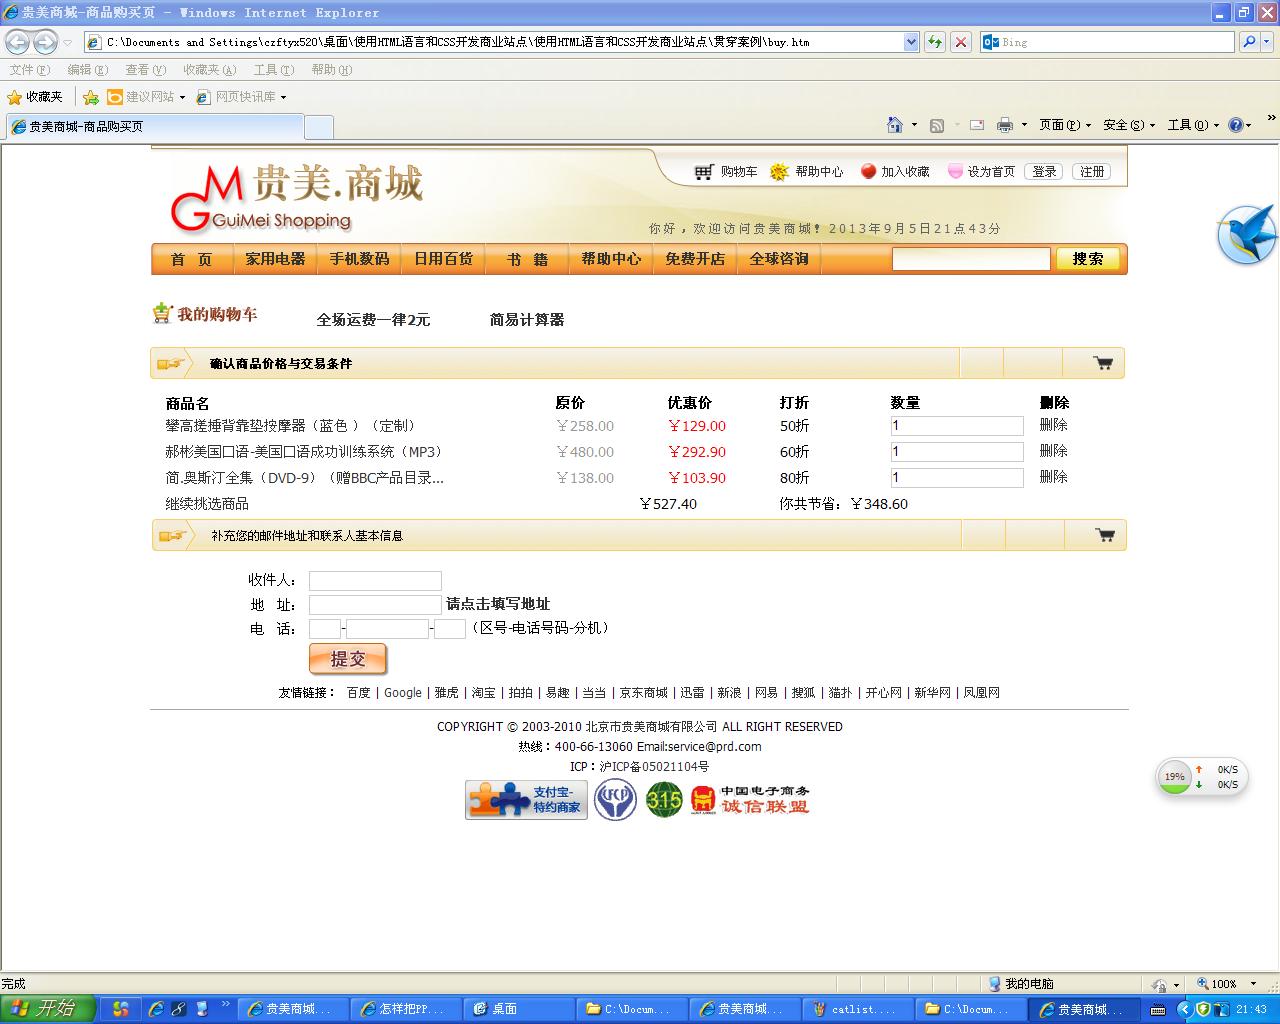 贵美商城-商品购买页 - Windows Internet Explorer
C:\Documents and Settings\czftyx520\桌面\使用HTML语言和CSS开发商业站点\使用HTML语言和CSS开发商业站点\贯穿案例\buy.htm
Bing
文件(F) 编辑(E) 查看(V) 收藏夹(A) 工具(T) 帮助(H)
收藏夹 建议网站 网页快讯库
贵美商城-商品购买页
页面(P) 安全(S) 工具(O) »
贵美.商城
GM
GuiMei Shopping
购物车 帮助中心 加入收藏 设为首页 登录 注册
你好，欢迎访问贵美商城! 2013年9月5日21点43分
首 页 家用电器 手机数码 日用百货 书 籍 帮助中心 免费开店 全球咨询 搜索
我的购物车 全场运费一律2元 简易计算器
确认商品价格与交易条件
商品名 原价 优惠价 打折 数量 删除
攀高搓捶背靠垫按摩器（蓝色 ）（定制） ￥258.00 ￥129.00 50折 1 删除
郝彬美国口语-美国口语成功训练系统（MP3） ￥480.00 ￥292.90 60折 1 删除
简.奥斯汀全集（DVD-9）（赠BBC产品目录... ￥138.00 ￥103.90 80折 1 删除
继续挑选商品 ￥527.40 你共节省：￥348.60
补充您的邮件地址和联系人基本信息
收件人：
地 址： 请点击填写地址
电 话： - - （区号-电话号码-分机）
提交
友情链接： 百度 | Google | 雅虎 | 淘宝 | 拍拍 | 易趣 | 当当 | 京东商城 | 迅雷 | 新浪 | 网易 | 搜狐 | 猫扑 | 开心网 | 新华网 | 凤凰网
COPYRIGHT © 2003-2010 北京市贵美商城有限公司 ALL RIGHT RESERVED
热线：400-66-13060 Email:service@prd.com
ICP：沪ICP备05021104号
支付宝-
特约商家
CFCP
315
中国电子商务
诚信联盟
19%
0K/S
0K/S
完成 我的电脑 100%
开始 贵美商城... 怎样把PP... 桌面 C:\Docum... 贵美商城... catlist.... C:\Docum... 贵美商城... 21:43